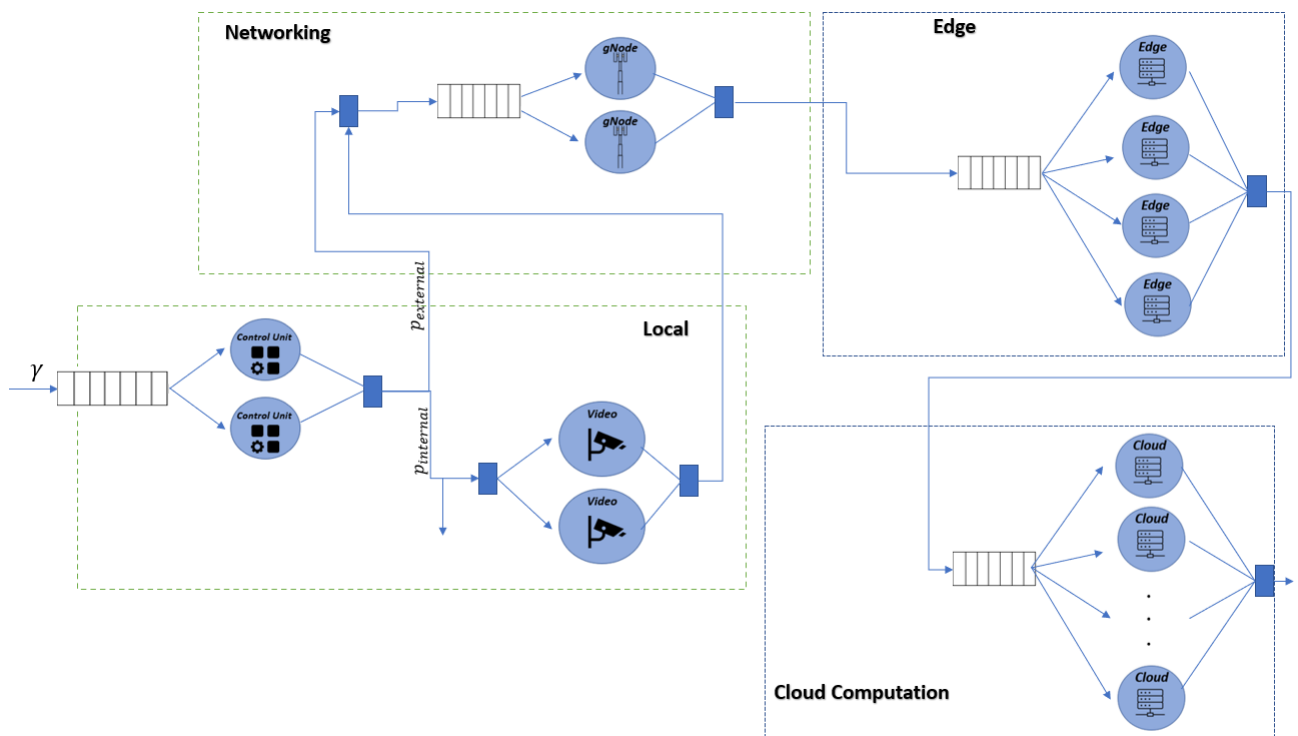 Networking
gNode
gNode
Edge
Edge
Edge
Edge
Edge
p_external
Local
γ
Control Unit
Control Unit
p_internal
Video
Video
Cloud
Cloud
.
.
.
Cloud
Cloud Computation